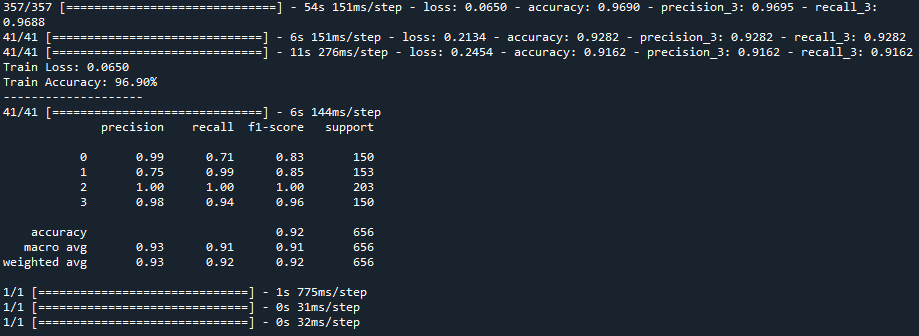 357/357 [==============================] - 54s 151ms/step - loss: 0.0650 - accuracy: 0.9690 - precision_3: 0.9695 - recall_3:
0.9688
41/41 [==============================] - 6s 151ms/step - loss: 0.2134 - accuracy: 0.9282 - precision_3: 0.9282 - recall_3: 0.9282
41/41 [==============================] - 11s 276ms/step - loss: 0.2454 - accuracy: 0.9162 - precision_3: 0.9162 - recall_3: 0.9162
Train Loss: 0.0650
Train Accuracy: 96.90%
--------------------
41/41 [==============================] - 6s 144ms/step
precision recall f1-score support
0 0.99 0.71 0.83 150
1 0.75 0.99 0.85 153
2 1.00 1.00 1.00 203
3 0.98 0.94 0.96 150
accuracy 0.92 656
macro avg 0.93 0.91 0.91 656
weighted avg 0.93 0.92 0.92 656
1/1 [==============================] - 1s 775ms/step
1/1 [==============================] - 0s 31ms/step
1/1 [==============================] - 0s 32ms/step